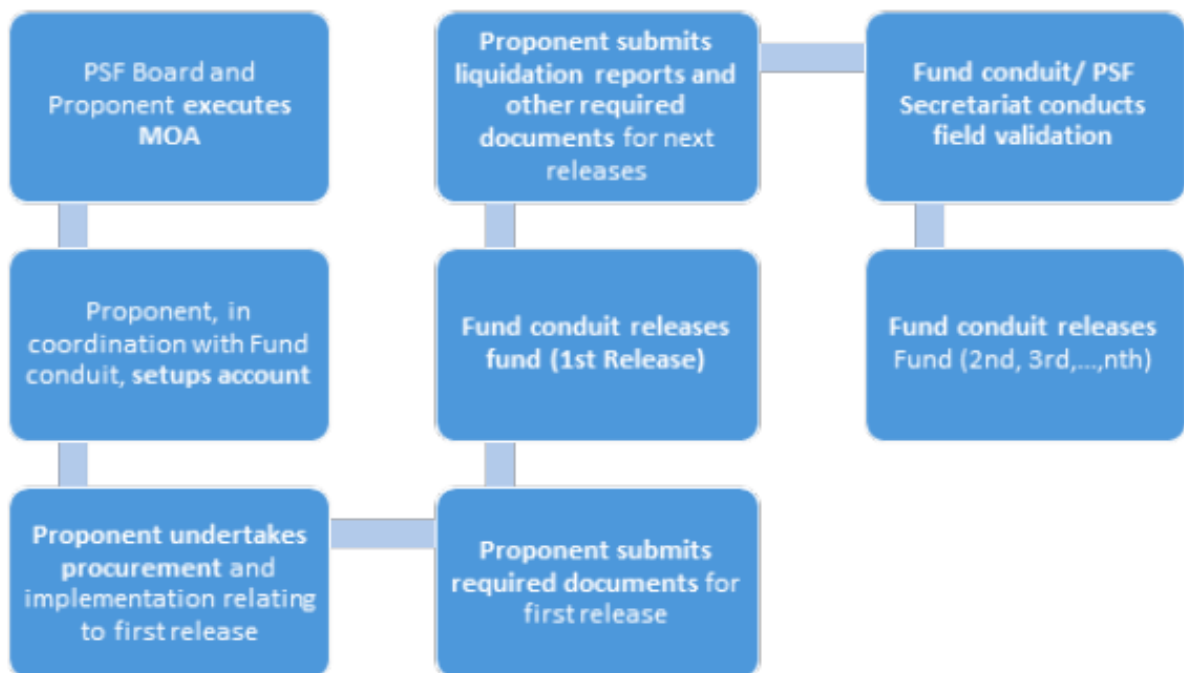 PSF Board and
Proponent executes
MOA
Proponent, in
coordination with Fund
conduit, setups account
Proponent undertakes
procurement and
implementation relating
to first release
Proponent submits
required documents for
first release
Fund conduit releases
fund (1st Release)
Proponent submits
liquidation reports and
other required
documents for next
releases
Fund conduit/ PSF
Secretariat conducts
field validation
Fund conduit releases
Fund (2nd, 3rd,...,nth)